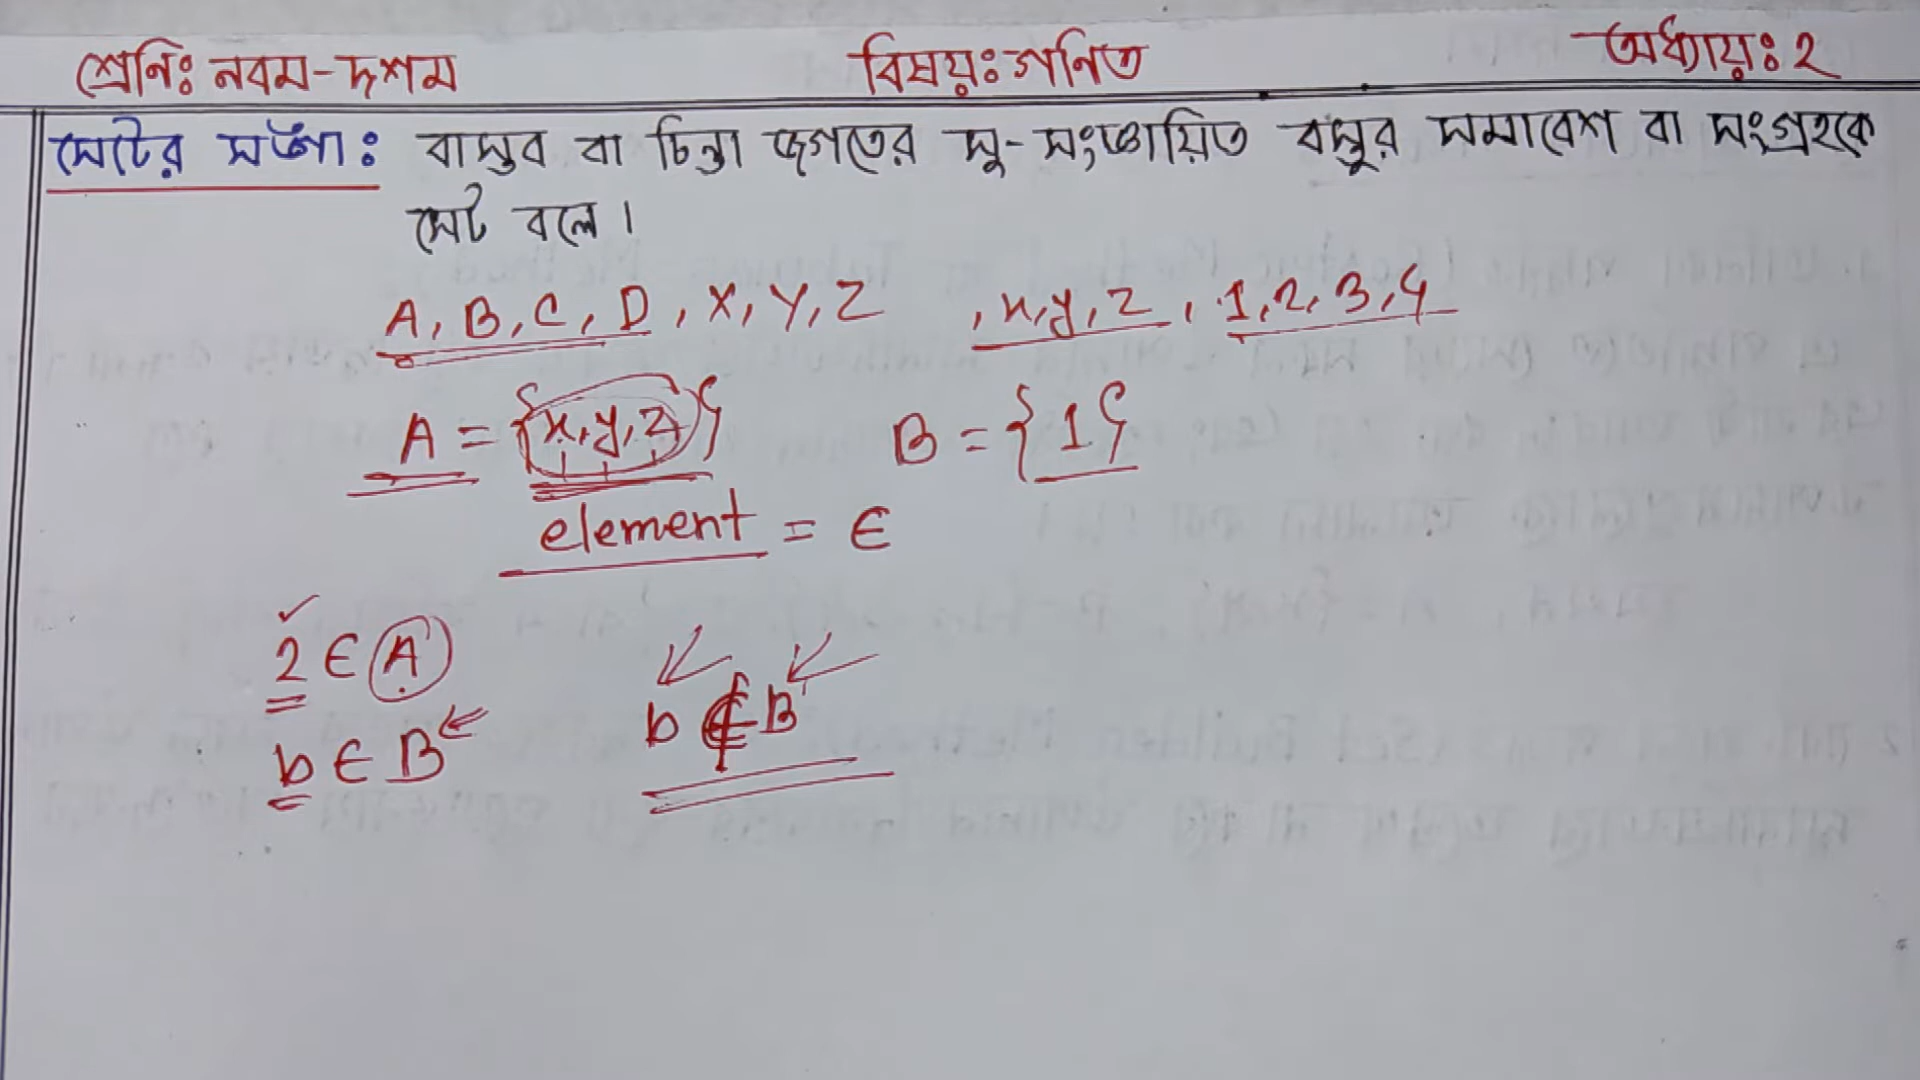 শ্রেনিঃ নবম-দশম বিষয়ঃ গনিত অধ্যায়ঃ ২
সেটের সজ্ঞাঃ বাস্তব বা চিন্তা জগতের সু-সংজ্ঞায়িত বস্তুর সমাবেশ বা সংগ্রহকে
সেট বলে।
A, B, C, D, X, Y, Z , x, y, z, 1, 2, 3, 4
A = {x, y, z} B = {1}
element = ∈
2 ∈ A
b ∉ B
b ∈ B